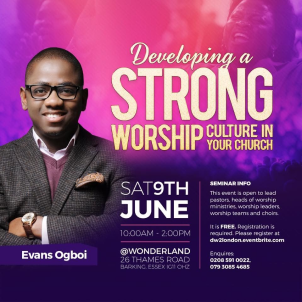 Developing a
STRONG
WORSHIP CULTURE IN
YOUR CHURCH
SAT 9TH
JUNE
10:00AM - 2:00PM
@WONDERLAND
26 THAMES ROAD
BARKING, ESSEX IG11 0HZ
SEMINAR INFO
This event is open to lead
pastors, heads of worship
ministries, worship leaders,
worship teams and choirs.
It is FREE. Registration is
required. Please register at
dw2london.eventbrite.com
Enquires:
0208 591 0022,
079 3085 4685
Evans Ogboi